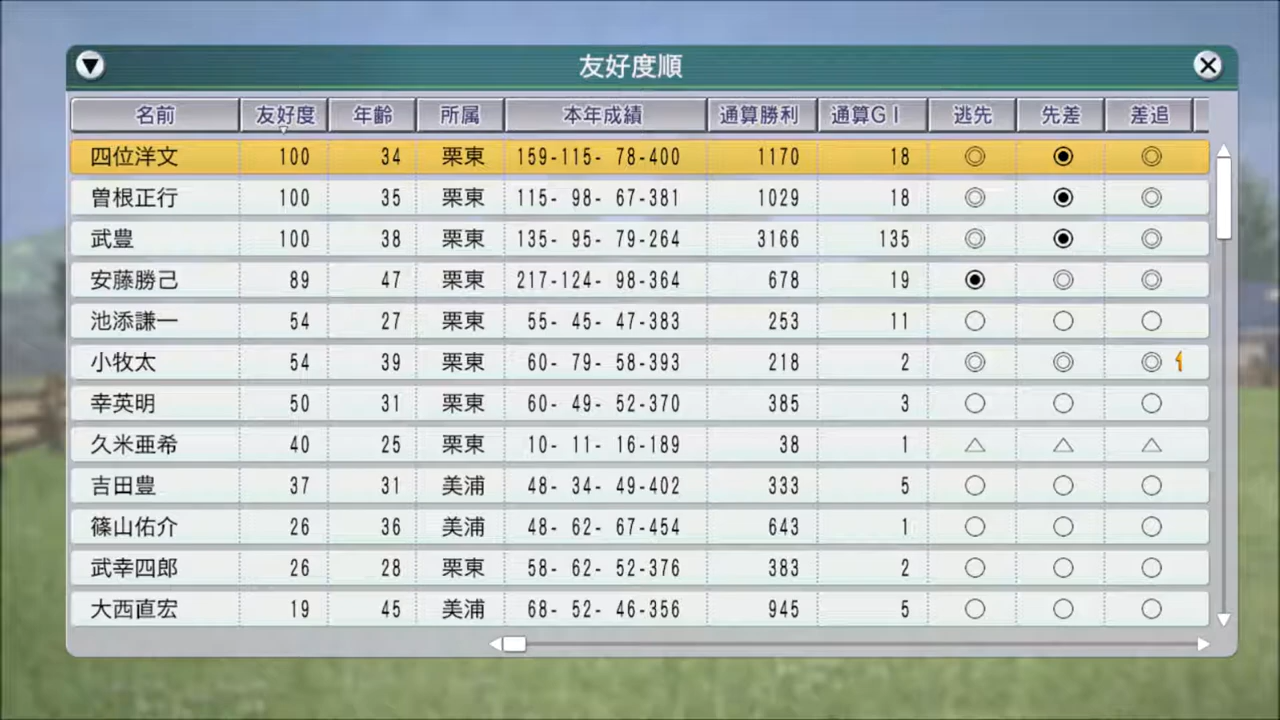 友好度順
名前 友好度 年齢 所属 本年成績 通算勝利 通算GⅠ 逃先 先差 差追
四位洋文 100 34 栗東 159-115- 78-400 1170 18 ◎ ◉ ◎
曽根正行 100 35 栗東 115- 98- 67-381 1029 18 ◎ ◉ ◎
武豊 100 38 栗東 135- 95- 79-264 3166 135 ◎ ◉ ◎
安藤勝己 89 47 栗東 217-124- 98-364 678 19 ◉ ◎ ◎
池添謙一 54 27 栗東 55- 45- 47-383 253 11 ○ ○ ○
小牧太 54 39 栗東 60- 79- 58-393 218 2 ◎ ◎ ◎
幸英明 50 31 栗東 60- 49- 52-370 385 3 ○ ○ ○
久米亜希 40 25 栗東 10- 11- 16-189 38 1 △ △ △
吉田豊 37 31 美浦 48- 34- 49-402 333 5 ○ ○ ○
篠山佑介 26 36 美浦 48- 62- 67-454 643 1 ○ ○ ○
武幸四郎 26 28 栗東 58- 62- 52-376 383 2 ○ ○ ○
大西直宏 19 45 美浦 68- 52- 46-356 945 5 ○ ○ ○